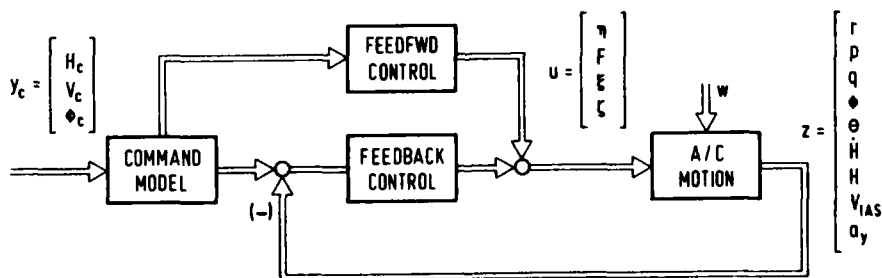 y_c = [ H_c V_c Φ_c ]
COMMAND
MODEL
FEEDFWD
CONTROL
FEEDBACK
CONTROL
(-)
u = [ η F ξ ζ ]
w
A/C
MOTION
z = [ r p q Φ Θ Ḣ H V_IAS a_y ]